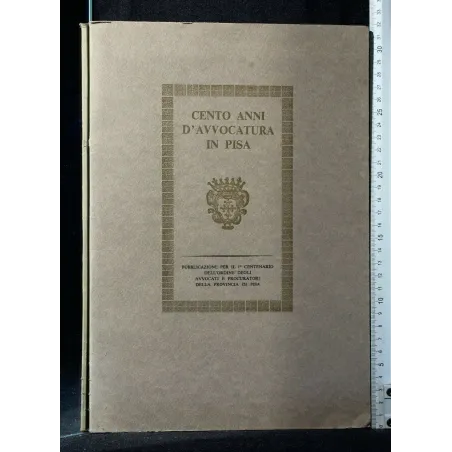 CENTO ANNI
D'AVVOCATURA
IN PISA
PUBBLICAZIONE PER IL 1° CENTENARIO
DELL'ORDINE DEGLI
AVVOCATI E PROCURATORI
DELLA PROVINCIA DI PISA